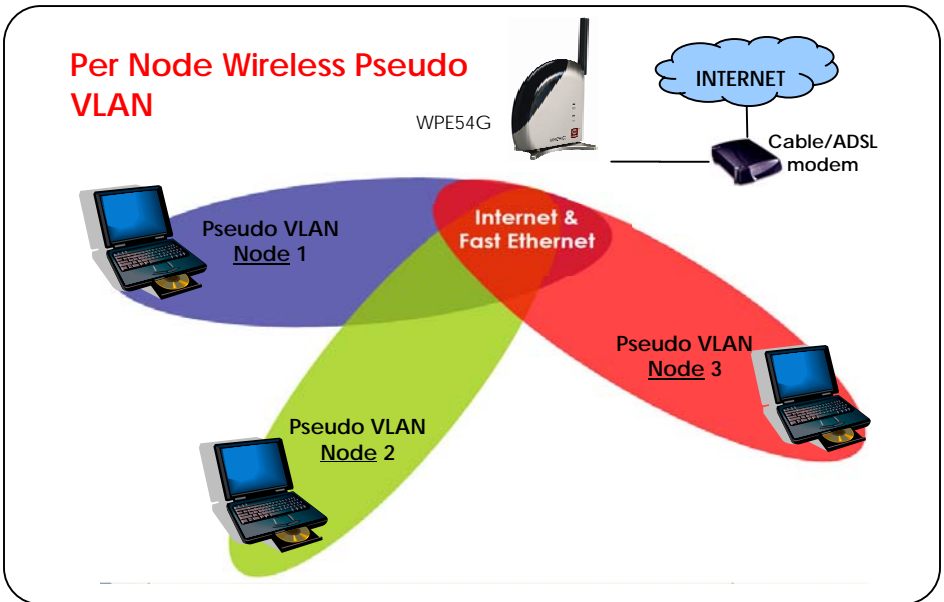 Per Node Wireless Pseudo
VLAN
WPE54G
INTERNET
Cable/ADSL
modem
Pseudo VLAN
Node 1
Internet &
Fast Ethernet
Pseudo VLAN
Node 3
Pseudo VLAN
Node 2